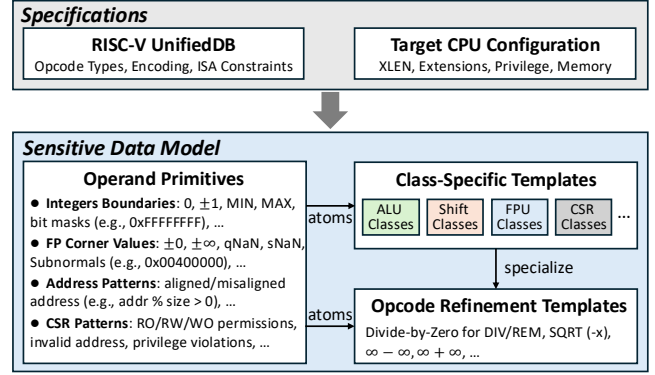 Specifications
RISC-V UnifiedDB
Opcode Types, Encoding, ISA Constraints
Target CPU Configuration
XLEN, Extensions, Privilege, Memory
Sensitive Data Model
Operand Primitives
● Integers Boundaries: 0, ±1, MIN, MAX,
bit masks (e.g., 0xFFFFFFFF), ...
● FP Corner Values: ±0, ±∞, qNaN, sNaN,
Subnormals (e.g., 0x00400000), ...
● Address Patterns: aligned/misaligned
address (e.g., addr % size > 0), ...
● CSR Patterns: RO/RW/WO permissions,
invalid address, privilege violations, ...
atoms
atoms
Class-Specific Templates
ALU
Classes
Shift
Classes
FPU
Classes
CSR
Classes
...
specialize
Opcode Refinement Templates
Divide-by-Zero for DIV/REM, SQRT (-x),
∞ − ∞, ∞ + ∞, ...